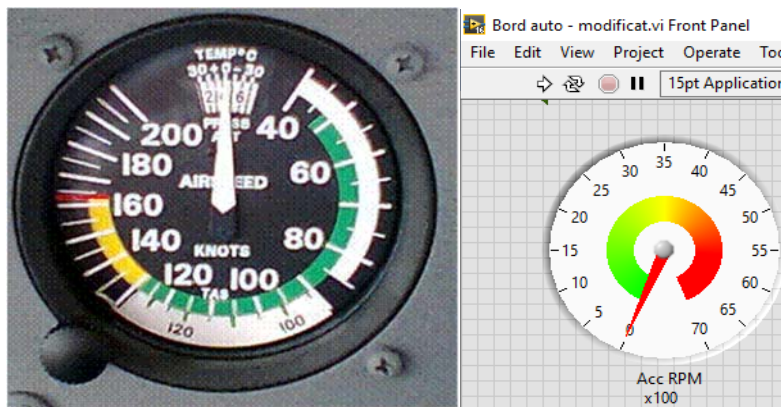 TEMP°C
30+0-30
PRESS
ALT
200
40
180
AIRSPEED
60
160
140
KNOTS
80
120
100
TAS
120
100
Bord auto - modificat.vi Front Panel
File Edit View Project Operate
15pt Application
35
30
40
25
45
20
50
15
55
10
60
5
65
0
70
Acc RPM
x100